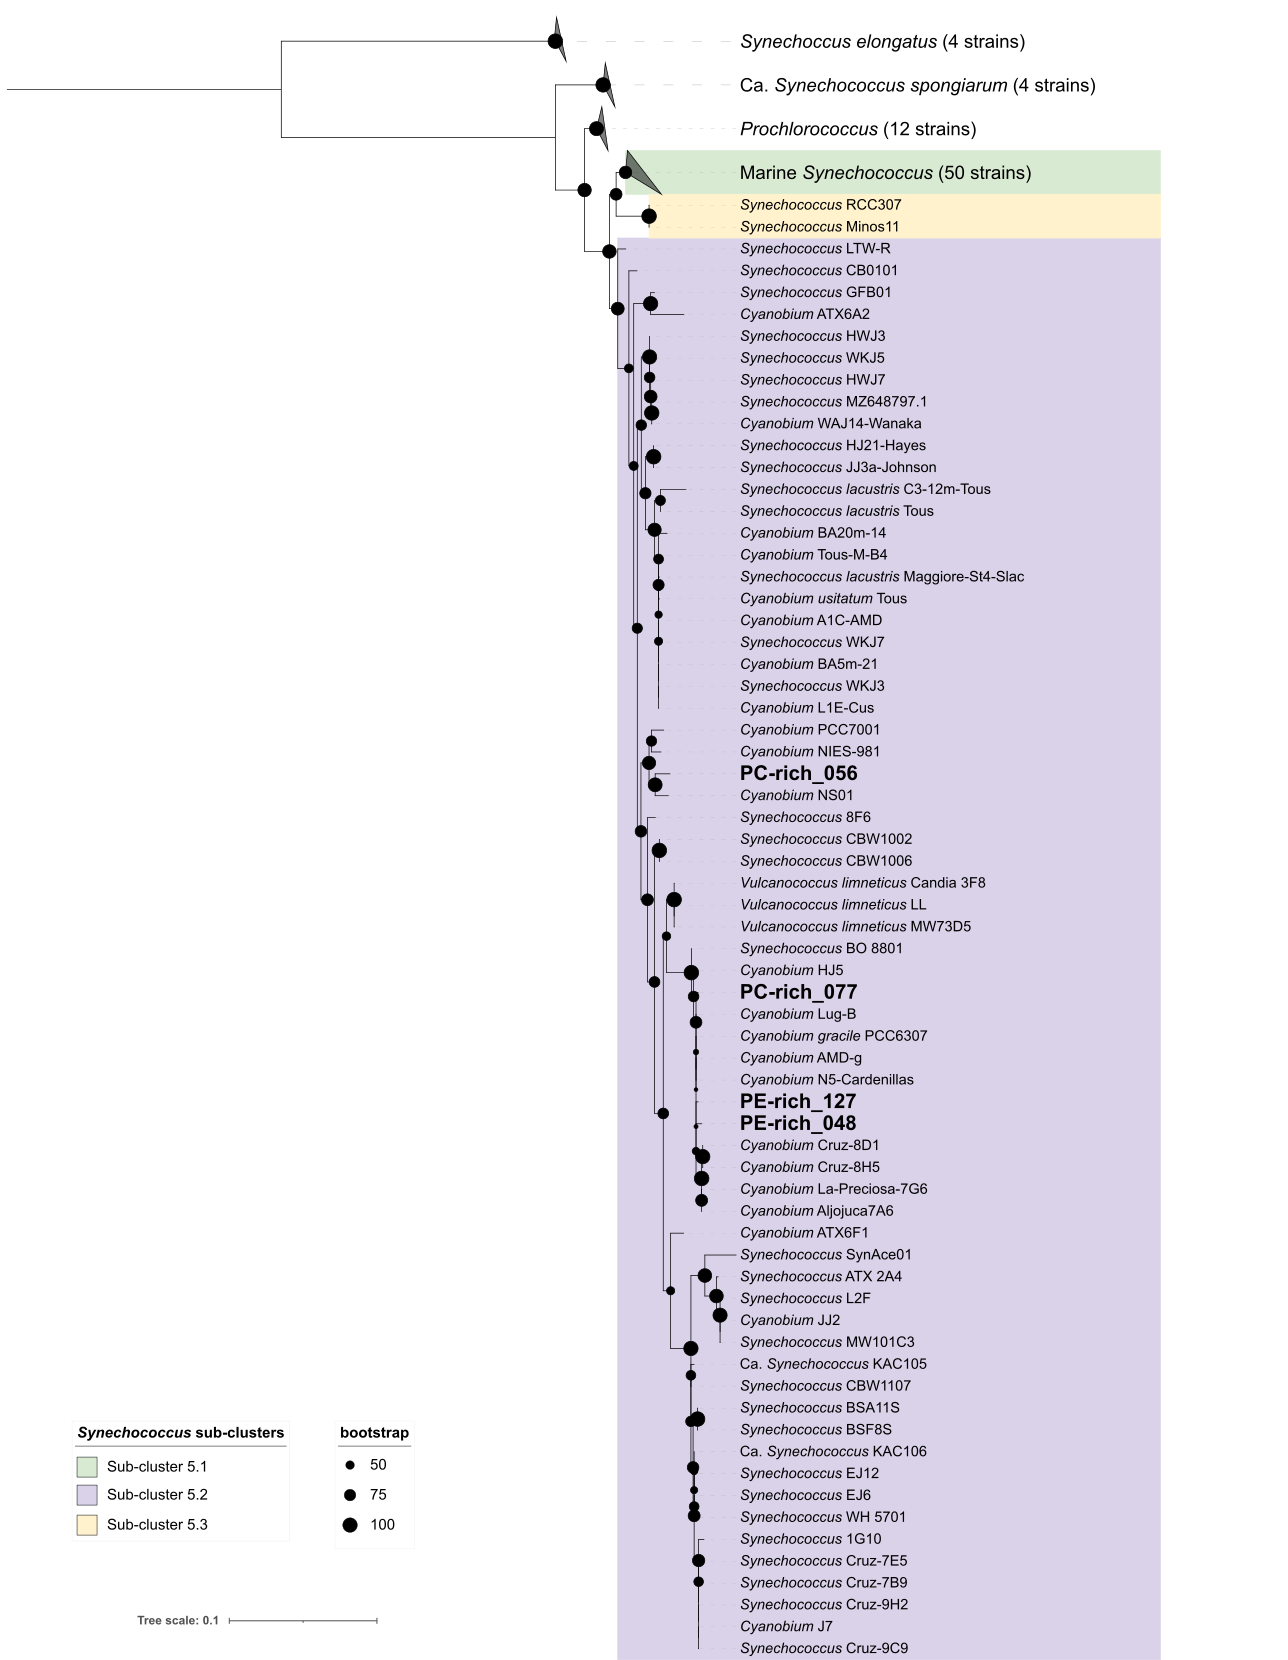 Synechoccus elongatus (4 strains)
Ca. Synechococcus spongiarum (4 strains)
Prochlorococcus (12 strains)
Marine Synechococcus (50 strains)
Synechococcus RCC307
Synechococcus Minos11
Synechococcus LTW-R
Synechococcus CB0101
Synechococcus GFB01
Cyanobium ATX6A2
Synechococcus HWJ3
Synechococcus WKJ5
Synechococcus HWJ7
Synechococcus MZ648797.1
Cyanobium WAJ14-Wanaka
Synechococcus HJ21-Hayes
Synechococcus JJ3a-Johnson
Synechococcus lacustris C3-12m-Tous
Synechococcus lacustris Tous
Cyanobium BA20m-14
Cyanobium Tous-M-B4
Synechococcus lacustris Maggiore-St4-Slac
Cyanobium usitatum Tous
Cyanobium A1C-AMD
Synechococcus WKJ7
Cyanobium BA5m-21
Synechococcus WKJ3
Cyanobium L1E-Cus
Cyanobium PCC7001
Cyanobium NIES-981
PC-rich_056
Cyanobium NS01
Synechococcus 8F6
Synechococcus CBW1002
Synechococcus CBW1006
Vulcanococcus limneticus Candia 3F8
Vulcanococcus limneticus LL
Vulcanococcus limneticus MW73D5
Synechococcus BO 8801
Cyanobium HJ5
PC-rich_077
Cyanobium Lug-B
Cyanobium gracile PCC6307
Cyanobium AMD-g
Cyanobium N5-Cardenillas
PE-rich_127
PE-rich_048
Cyanobium Cruz-8D1
Cyanobium Cruz-8H5
Cyanobium La-Preciosa-7G6
Cyanobium Aljojuca7A6
Cyanobium ATX6F1
Synechococcus SynAce01
Synechococcus ATX 2A4
Synechococcus L2F
Cyanobium JJ2
Synechococcus MW101C3
Ca. Synechococcus KAC105
Synechococcus CBW1107
Synechococcus BSA11S
Synechococcus BSF8S
Ca. Synechococcus KAC106
Synechococcus EJ12
Synechococcus EJ6
Synechococcus WH 5701
Synechococcus 1G10
Synechococcus Cruz-7E5
Synechococcus Cruz-7B9
Synechococcus Cruz-9H2
Cyanobium J7
Synechococcus Cruz-9C9
Synechococcus sub-clusters
Sub-cluster 5.1
Sub-cluster 5.2
Sub-cluster 5.3
bootstrap
50
75
100
Tree scale: 0.1